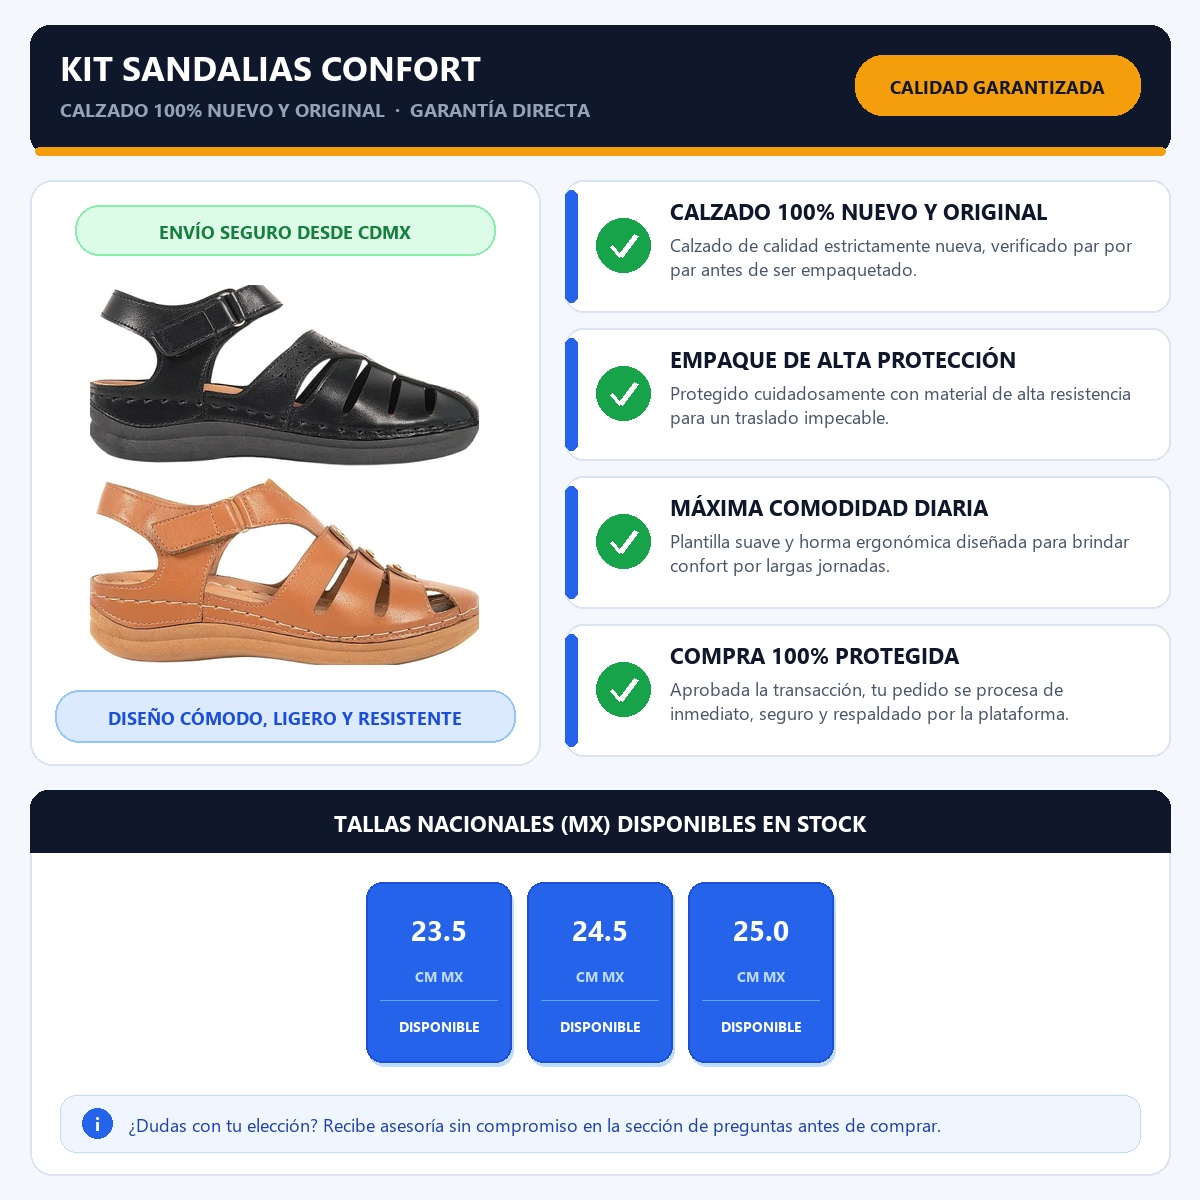 KIT SANDALIAS CONFORT
CALZADO 100% NUEVO Y ORIGINAL · GARANTÍA DIRECTA
CALIDAD GARANTIZADA
ENVÍO SEGURO DESDE CDMX
DISEÑO CÓMODO, LIGERO Y RESISTENTE
CALZADO 100% NUEVO Y ORIGINAL
Calzado de calidad estrictamente nueva, verificado par por
par antes de ser empaquetado.
EMPAQUE DE ALTA PROTECCIÓN
Protegido cuidadosamente con material de alta resistencia
para un traslado impecable.
MÁXIMA COMODIDAD DIARIA
Plantilla suave y horma ergonómica diseñada para brindar
confort por largas jornadas.
COMPRA 100% PROTEGIDA
Aprobada la transacción, tu pedido se procesa de
inmediato, seguro y respaldado por la plataforma.
TALLAS NACIONALES (MX) DISPONIBLES EN STOCK
23.5
CM MX
DISPONIBLE
24.5
CM MX
DISPONIBLE
25.0
CM MX
DISPONIBLE
¿Dudas con tu elección? Recibe asesoría sin compromiso en la sección de preguntas antes de comprar.